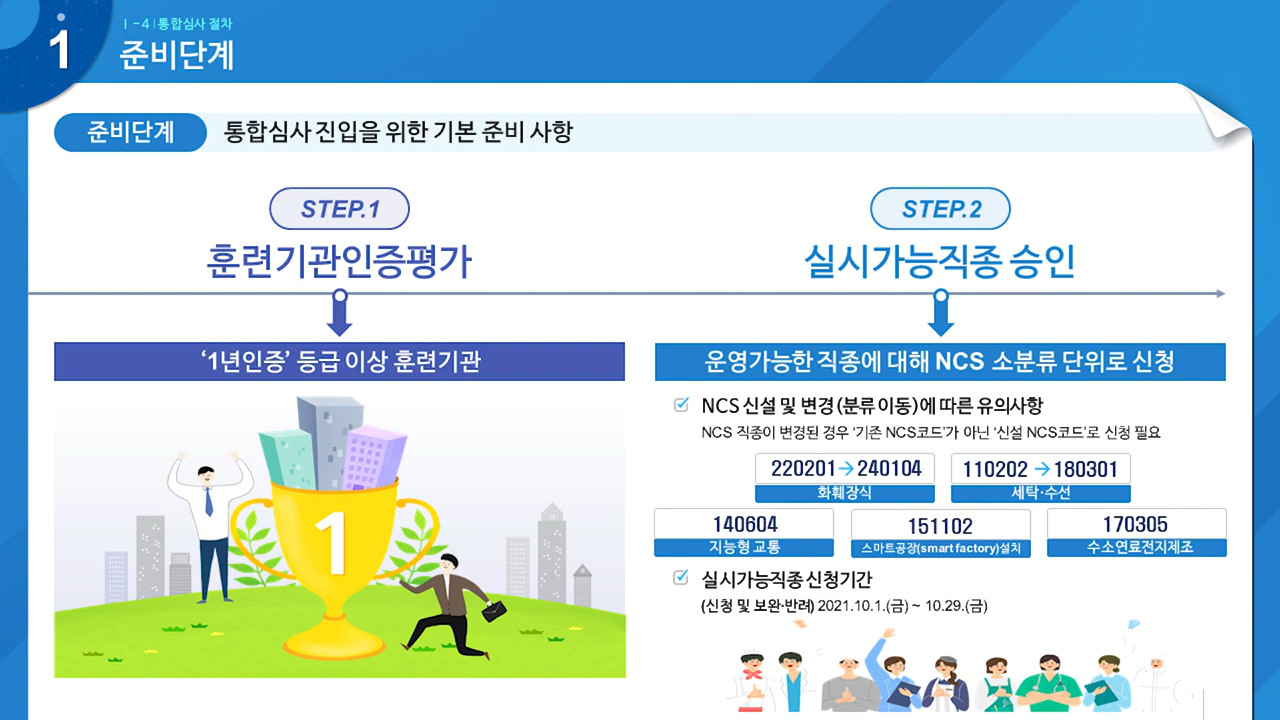 1
Ⅰ-4 | 통합심사 절차
준비단계
준비단계
통합심사 진입을 위한 기본 준비 사항
STEP.1
훈련기관인증평가
‘1년인증’ 등급 이상 훈련기관
1
STEP.2
실시가능직종 승인
운영가능한 직종에 대해 NCS 소분류 단위로 신청
NCS 신설 및 변경(분류 이동)에 따른 유의사항
NCS 직종이 변경된 경우 ‘기존 NCS코드’가 아닌 ‘신설 NCS코드’로 신청 필요
220201→240104
화훼장식
110202→180301
세탁·수선
140604
지능형 교통
151102
스마트공장(smart factory)설치
170305
수소연료전지제조
실시가능직종 신청기간
(신청 및 보완·반려) 2021.10.1.(금) ~ 10.29.(금)